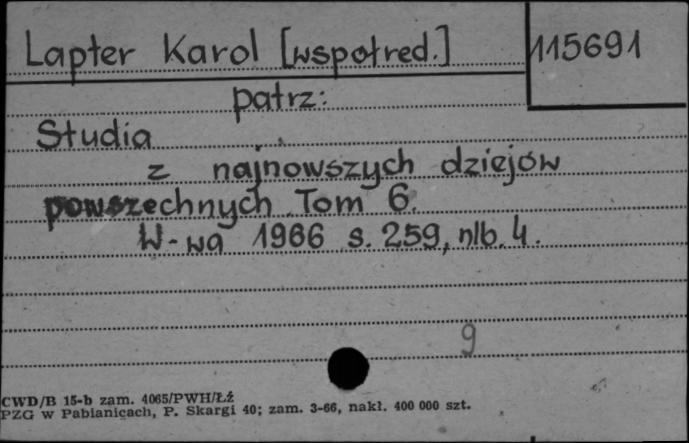 Lapter Karol [współred.] 115691
patrz:
Studia
z najnowszych dziejów
powszechnych Tom 6.
W-wa 1966 s. 259, nlb. 4.
9
CWD/B 15-b zam. 4065/PWH/Łź
PZG w Pabianicach, P. Skargi 40; zam. 3-66, nakł. 400 000 szt.